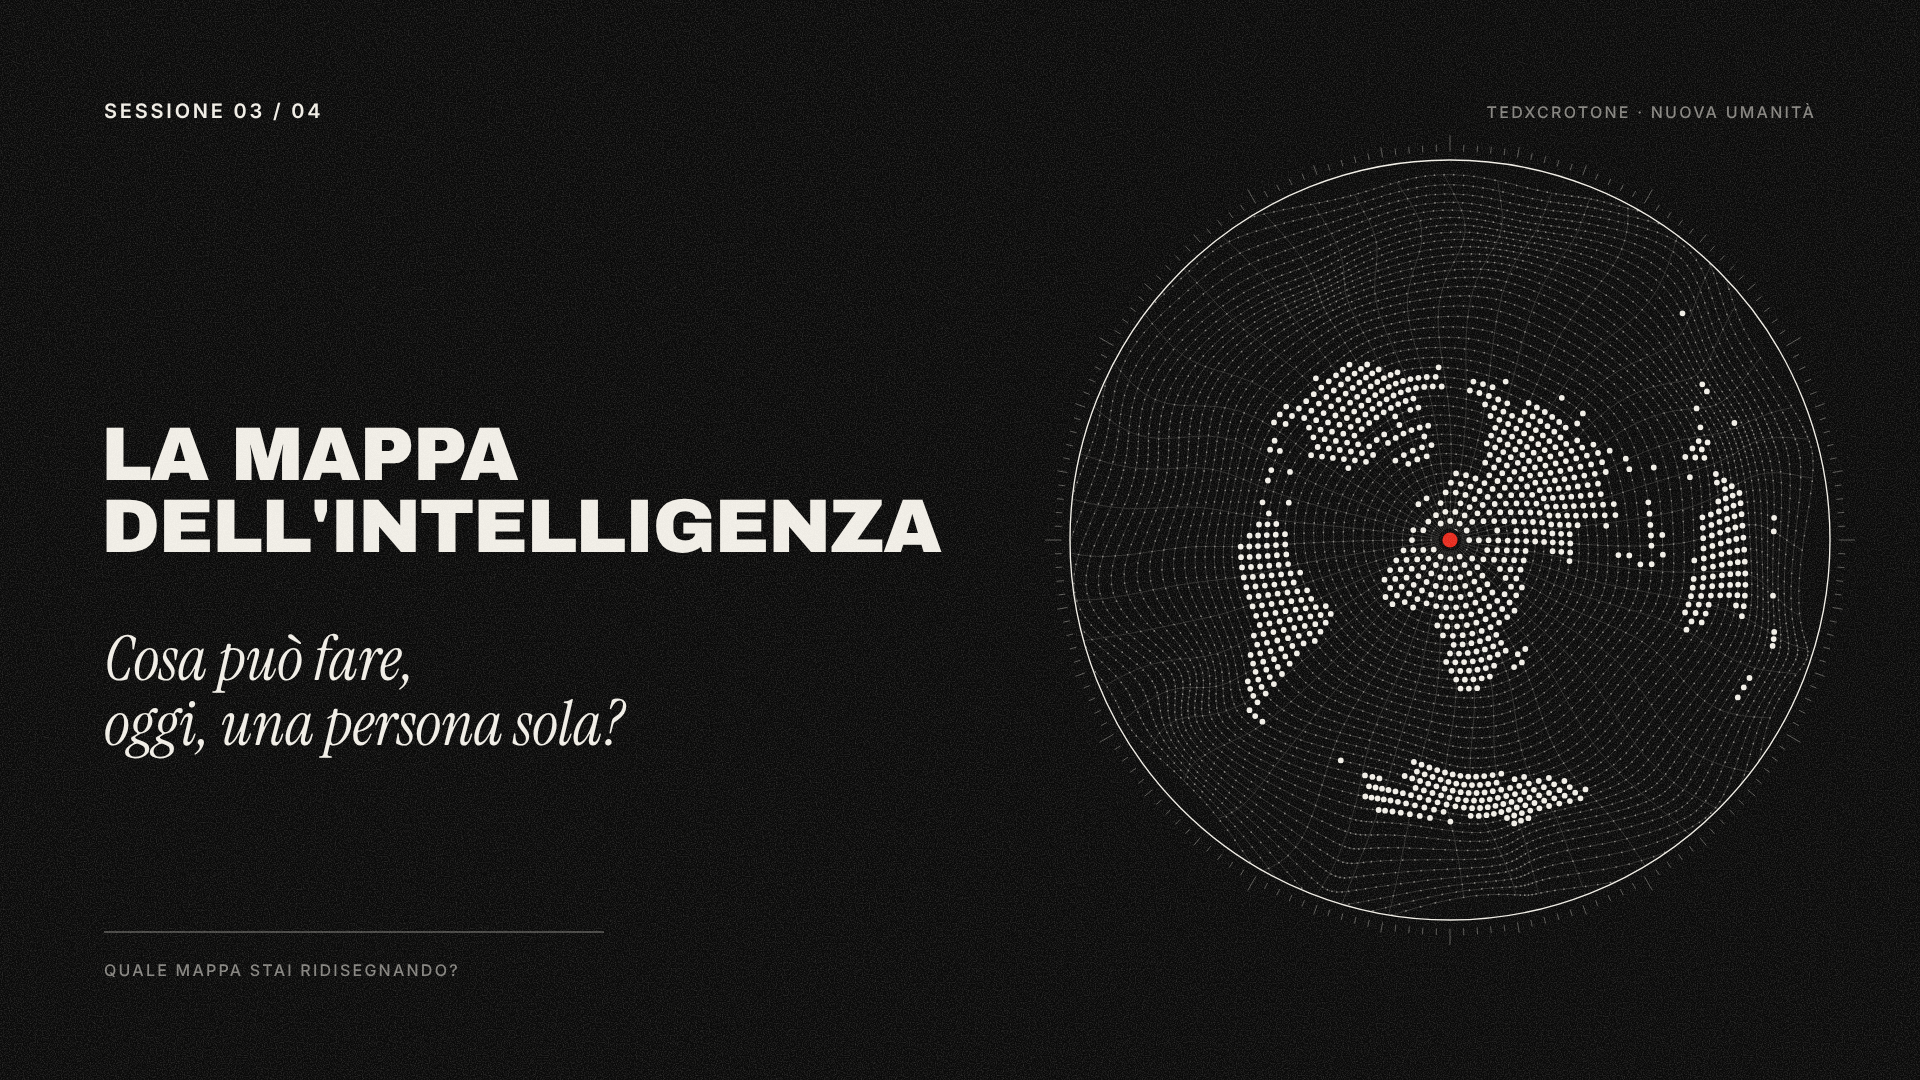 SESSIONE 03 / 04
TEDXCROTONE · NUOVA UMANITÀ
LA MAPPA
DELL'INTELLIGENZA
Cosa può fare,
oggi, una persona sola?
QUALE MAPPA STAI RIDISEGNANDO?